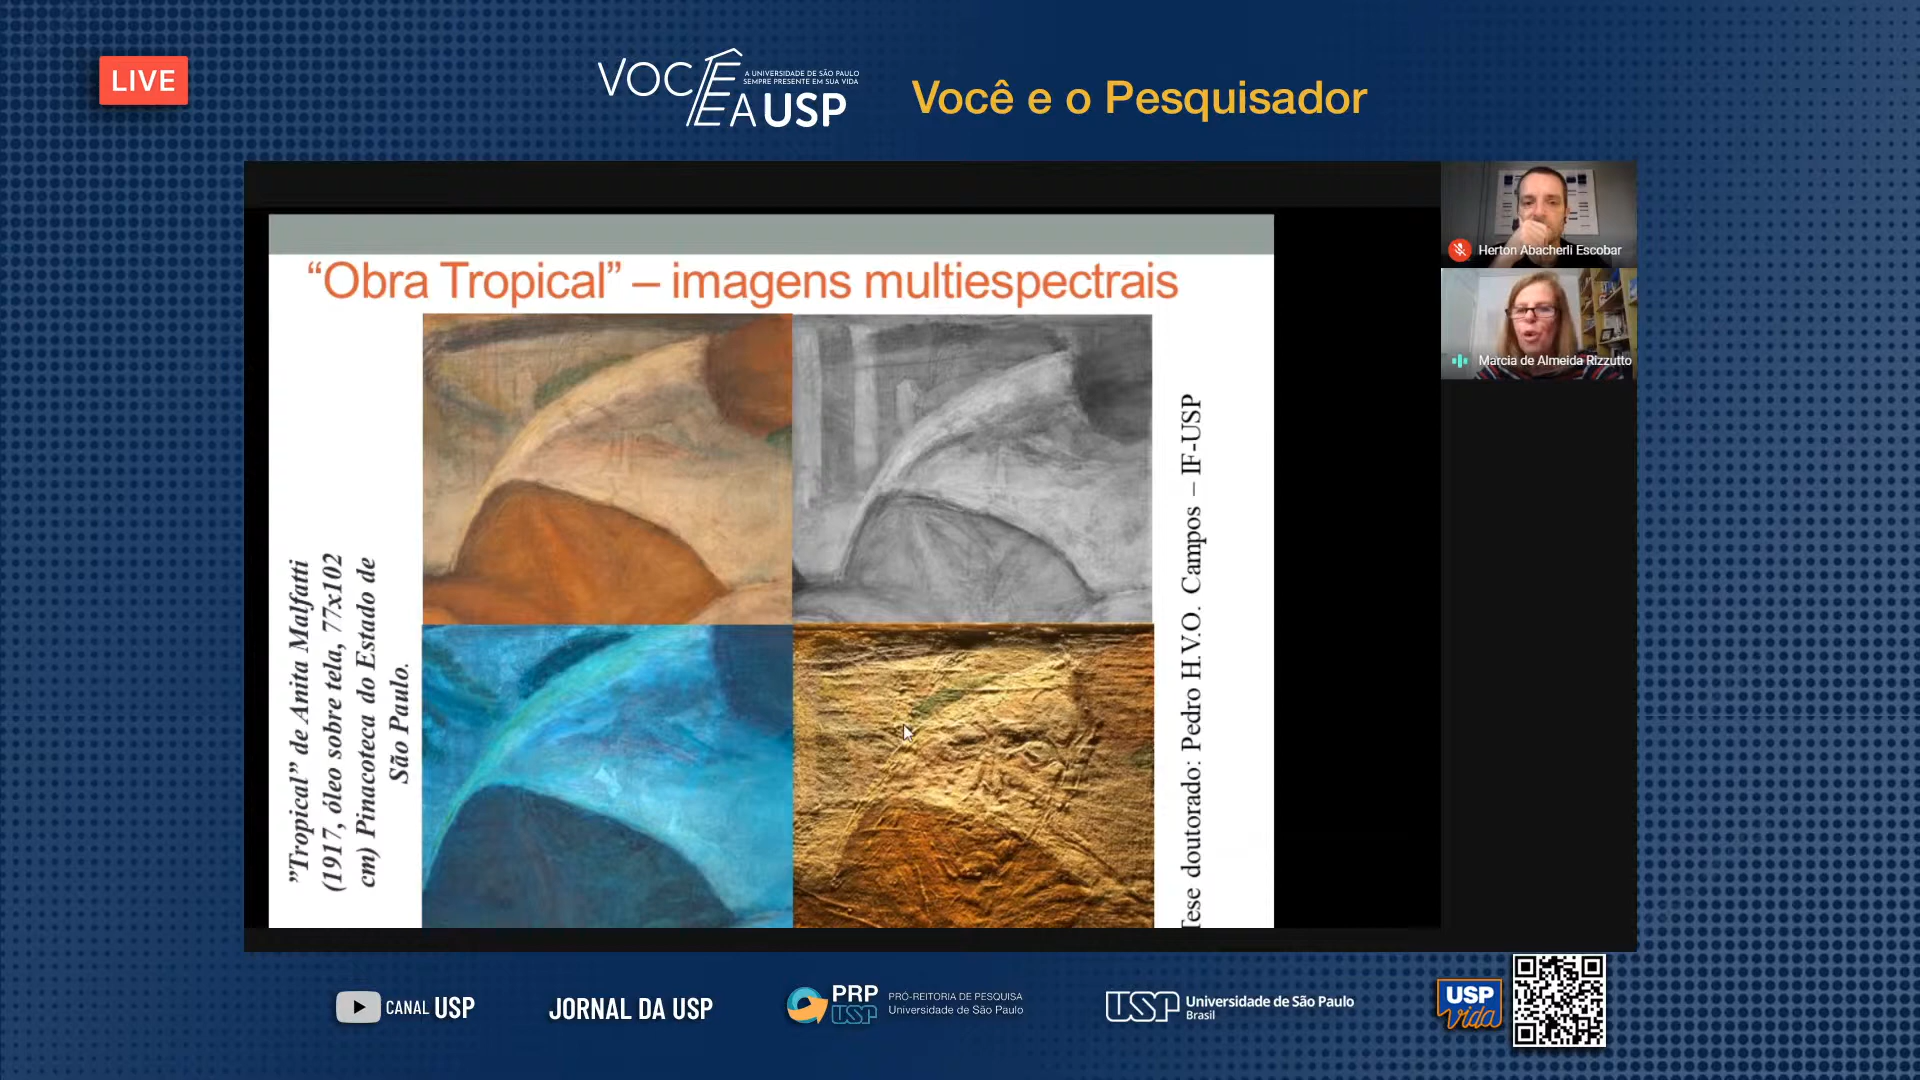 LIVE
VOCÊ E A USP
A UNIVERSIDADE DE SÃO PAULO
SEMPRE PRESENTE EM SUA VIDA
Você e o Pesquisador
“Obra Tropical” – imagens multiespectrais
”Tropical” de Anita Malfatti
(1917, óleo sobre tela, 77x102
cm) Pinacoteca do Estado de
São Paulo.
Tese doutorado: Pedro H.V.O. Campos – IF-USP
Herton Abacherli Escobar
Marcia de Almeida Rizzutto
CANAL USP
JORNAL DA USP
PRP
USP
PRÓ-REITORIA DE PESQUISA
Universidade de São Paulo
USP
Universidade de São Paulo
Brasil
USP
Vida